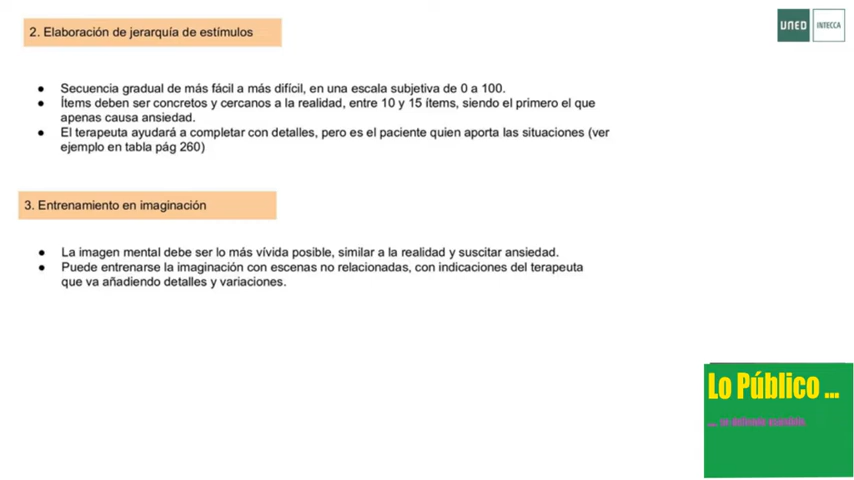 2. Elaboración de jerarquía de estímulos
UNED
INTECCA
● Secuencia gradual de más fácil a más difícil, en una escala subjetiva de 0 a 100.
● Ítems deben ser concretos y cercanos a la realidad, entre 10 y 15 ítems, siendo el primero el que
apenas causa ansiedad.
● El terapeuta ayudará a completar con detalles, pero es el paciente quien aporta las situaciones (ver
ejemplo en tabla pág 260)
3. Entrenamiento en imaginación
● La imagen mental debe ser lo más vívida posible, similar a la realidad y suscitar ansiedad.
● Puede entrenarse la imaginación con escenas no relacionadas, con indicaciones del terapeuta
que va añadiendo detalles y variaciones.
Lo Público ...